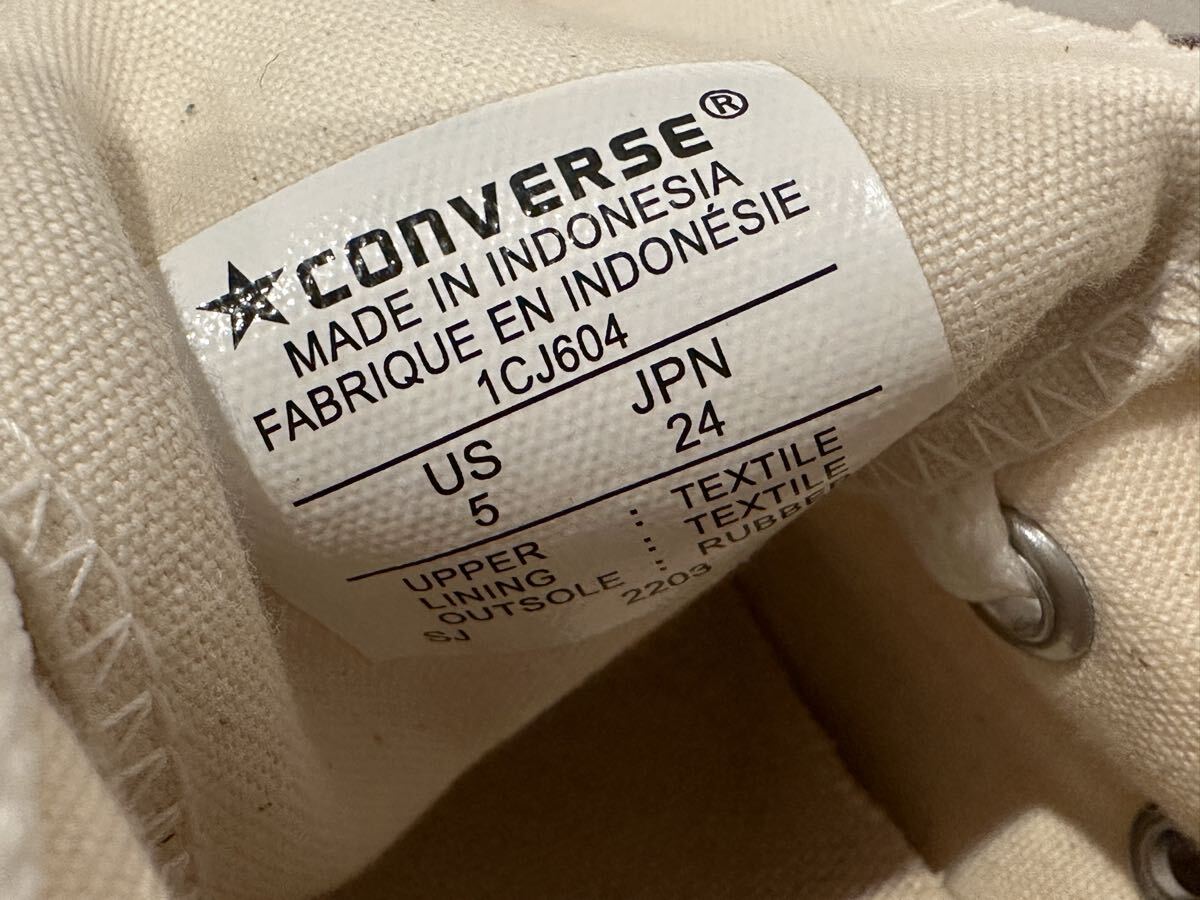 ★CONVERSE®
MADE IN INDONESIA
FABRIQUE EN INDONÉSIE
1CJ604
US JPN
5 24
UPPER : TEXTILE
LINING : TEXTILE
OUTSOLE : RUBBER
SJ 2203